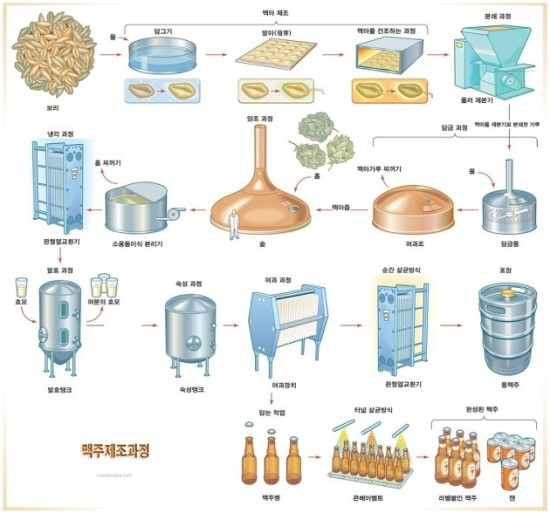 맥아 제조
분쇄 과정
물
담그기
발아(평류)
맥아를 건조하는 과정
보리
롤러 제분기
맥아를 제분기로 분쇄한 가루
냉각 과정
양조 과정
담금 과정
홉 찌꺼기
홉
맥아가루 찌꺼기
물
맥아즙
판형열교환기
소용돌이식 분리기
솥
여과조
담금통
발효 과정
숙성 과정
여과 과정
순간 살균방식
포장
효모
여분의 효모
발효탱크
숙성탱크
여과장치
판형열교환기
통맥주
담는 작업
터널 살균방식
완성된 맥주
맥주제조과정
맥주병
콘베이벨트
라벨붙인 맥주
캔